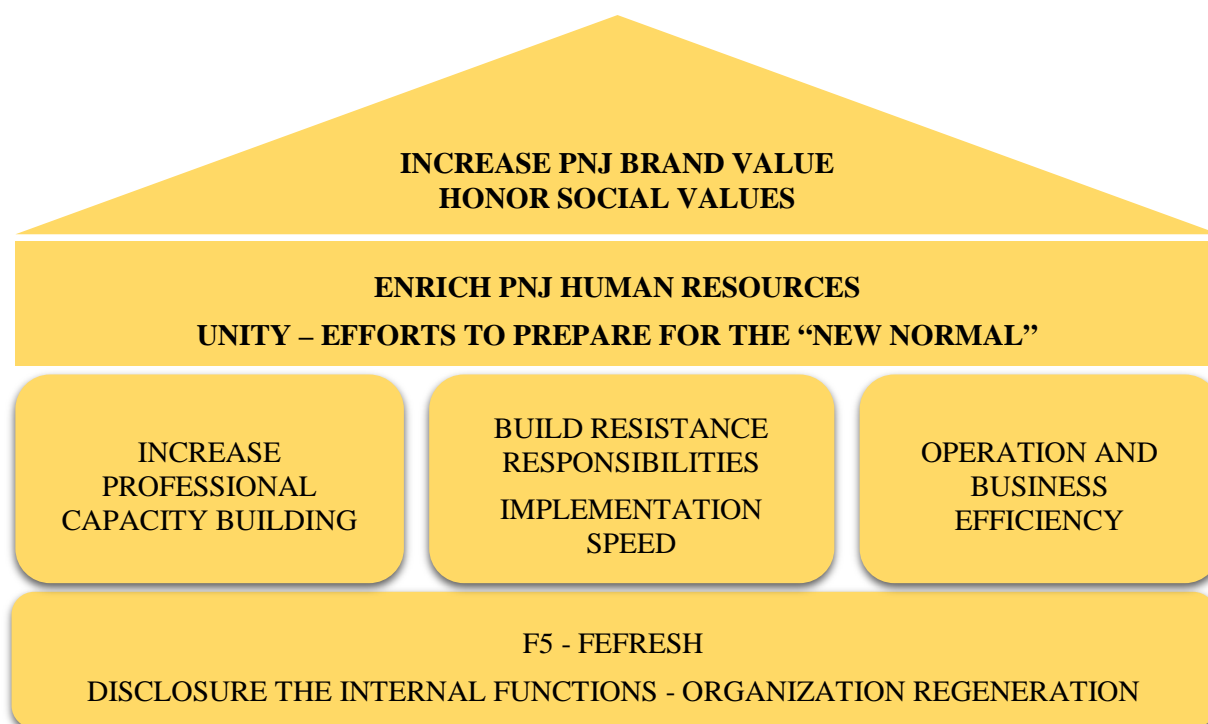 INCREASE PNJ BRAND VALUE
HONOR SOCIAL VALUES
ENRICH PNJ HUMAN RESOURCES
UNITY – EFFORTS TO PREPARE FOR THE “NEW NORMAL”
INCREASE
PROFESSIONAL
CAPACITY BUILDING
BUILD RESISTANCE
RESPONSIBILITIES
IMPLEMENTATION
SPEED
OPERATION AND
BUSINESS
EFFICIENCY
F5 - FEFRESH
DISCLOSURE THE INTERNAL FUNCTIONS - ORGANIZATION REGENERATION